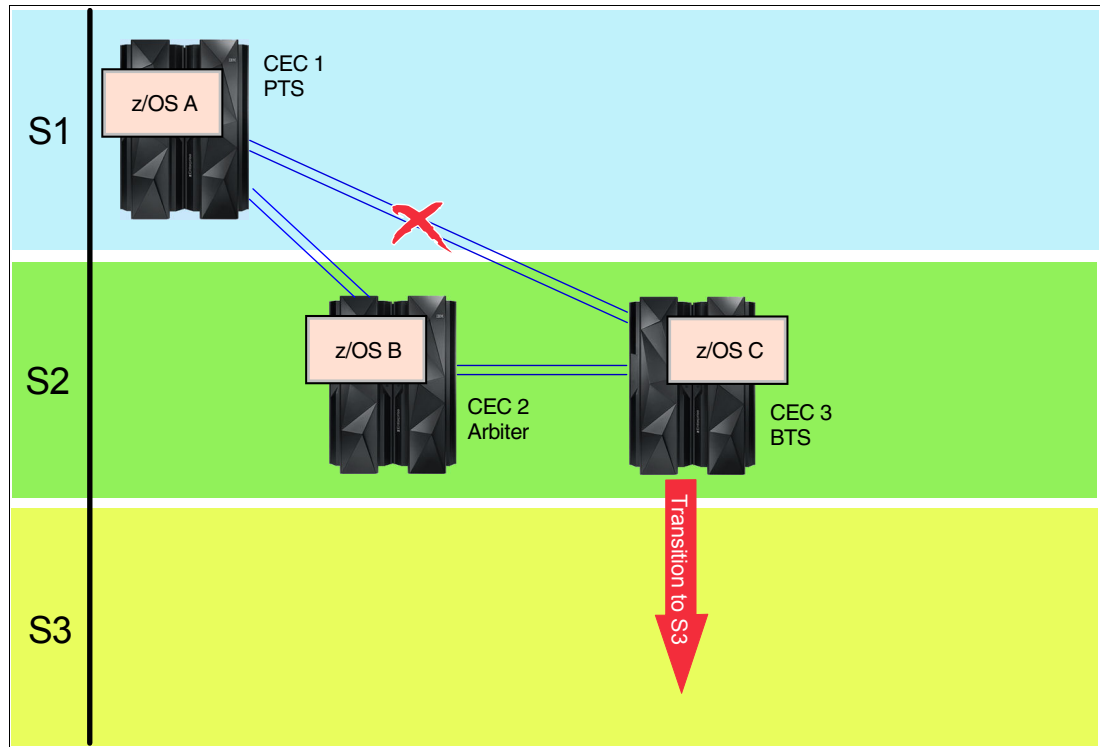 S1
z/OS A
CEC 1
PTS
S2
z/OS B
CEC 2
Arbiter
z/OS C
CEC 3
BTS
Transition to S3
S3